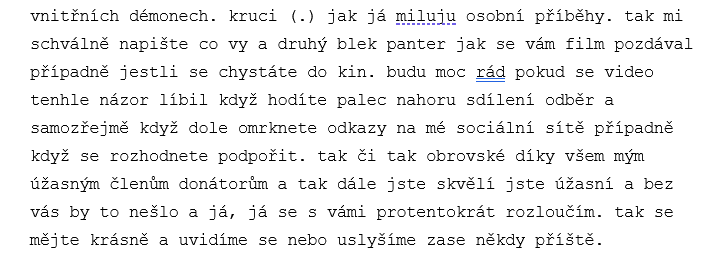 vnitřních démonech. kruci (.) jak já miluju osobní příběhy. tak mi
schválně napište co vy a druhý blek panter jak se vám film pozdával
případně jestli se chystáte do kin. budu moc rád pokud se video
tenhle názor líbil když hodíte palec nahoru sdílení odběr a
samozřejmě když dole omrknete odkazy na mé sociální sítě případně
když se rozhodnete podpořit. tak či tak obrovské díky všem mým
úžasným členům donátorům a tak dále jste skvělí jste úžasní a bez
vás by to nešlo a já, já se s vámi protentokrát rozloučím. tak se
mějte krásně a uvidíme se nebo uslyšíme zase někdy příště.